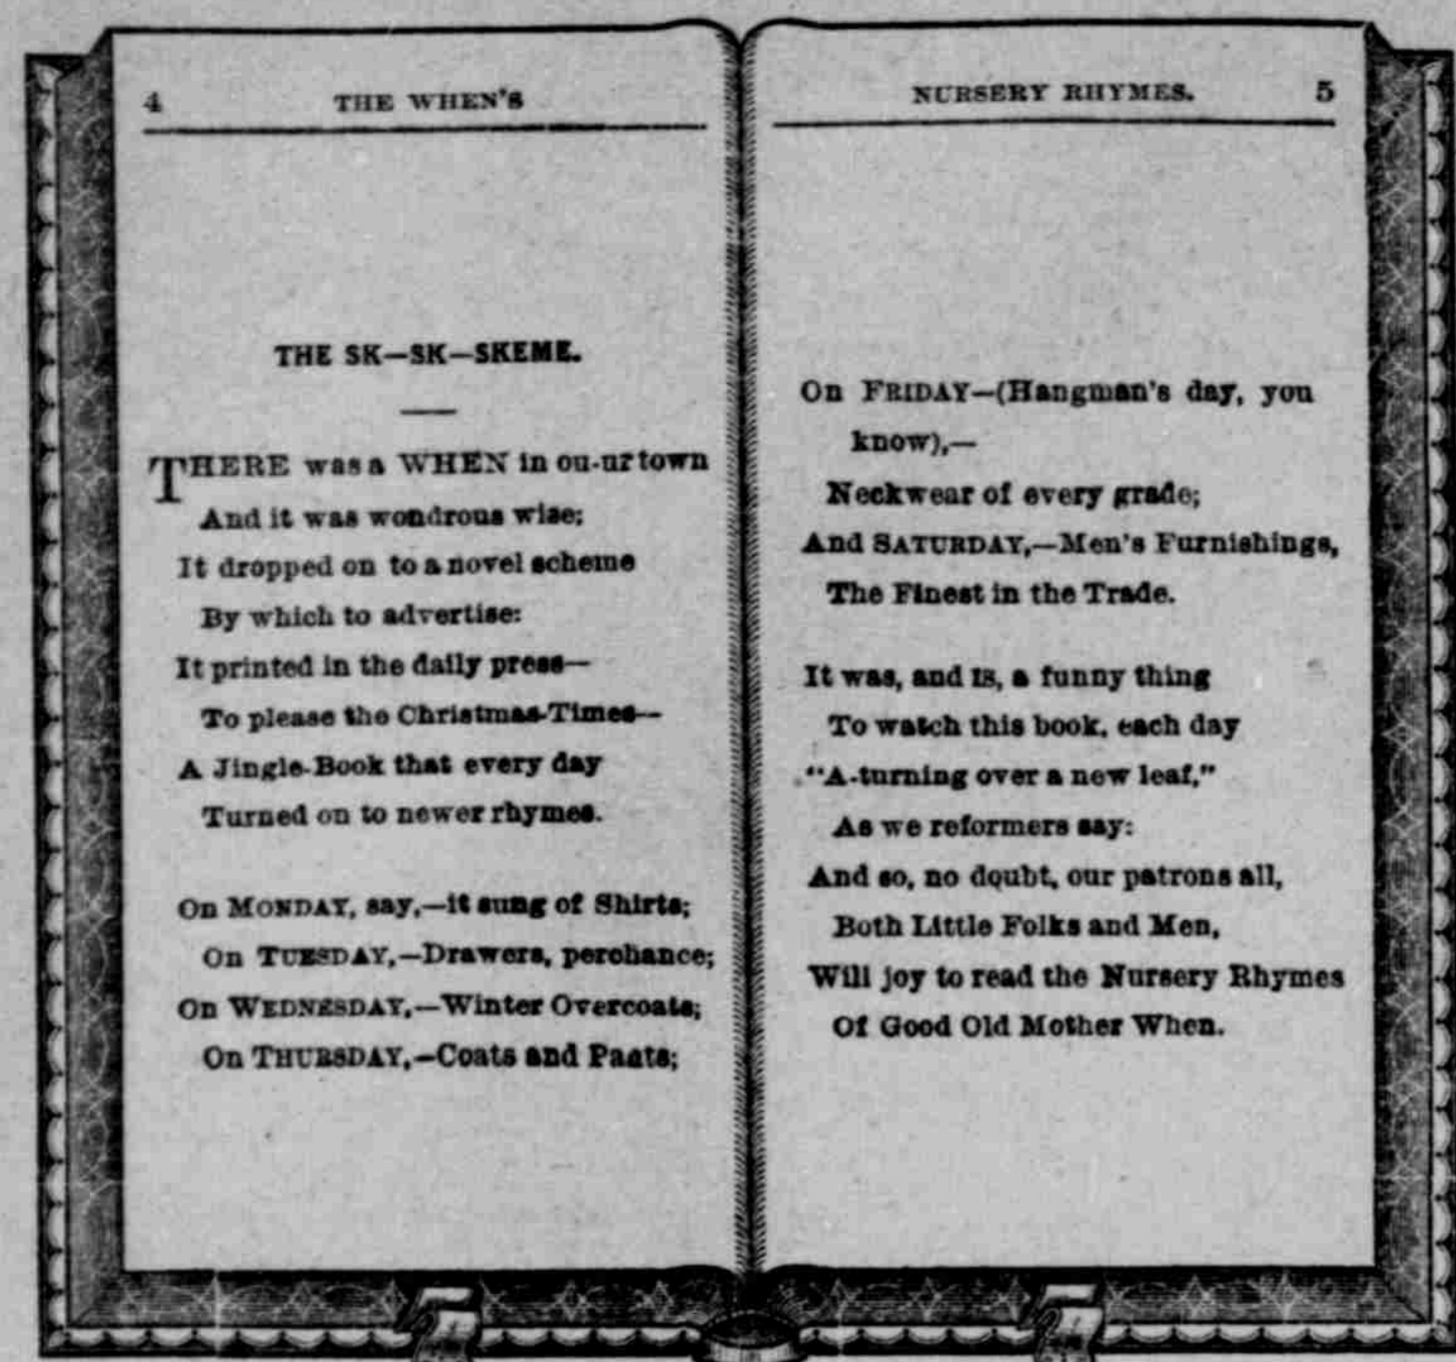 4 THE WHEN'S
THE SK—SK—SKEME.
THERE was a WHEN in ou-ur town
And it was wondrous wise;
It dropped on to a novel scheme
By which to advertise:
It printed in the daily press—
To please the Christmas-Times—
A Jingle-Book that every day
Turned on to newer rhymes.
On MONDAY, say,—it sung of Shirts;
On TUESDAY,—Drawers, perchance;
On WEDNESDAY,—Winter Overcoats;
On THURSDAY,—Coats and Pants;
NURSERY RHYMES. 5
On FRIDAY—(Hangman's day, you
know),—
Neckwear of every grade;
And SATURDAY,—Men's Furnishings,
The Finest in the Trade.
It was, and IS, a funny thing
To watch this book, each day
"A-turning over a new leaf,"
As we reformers say:
And so, no doubt, our patrons all,
Both Little Folks and Men,
Will joy to read the Nursery Rhymes
Of Good Old Mother When.